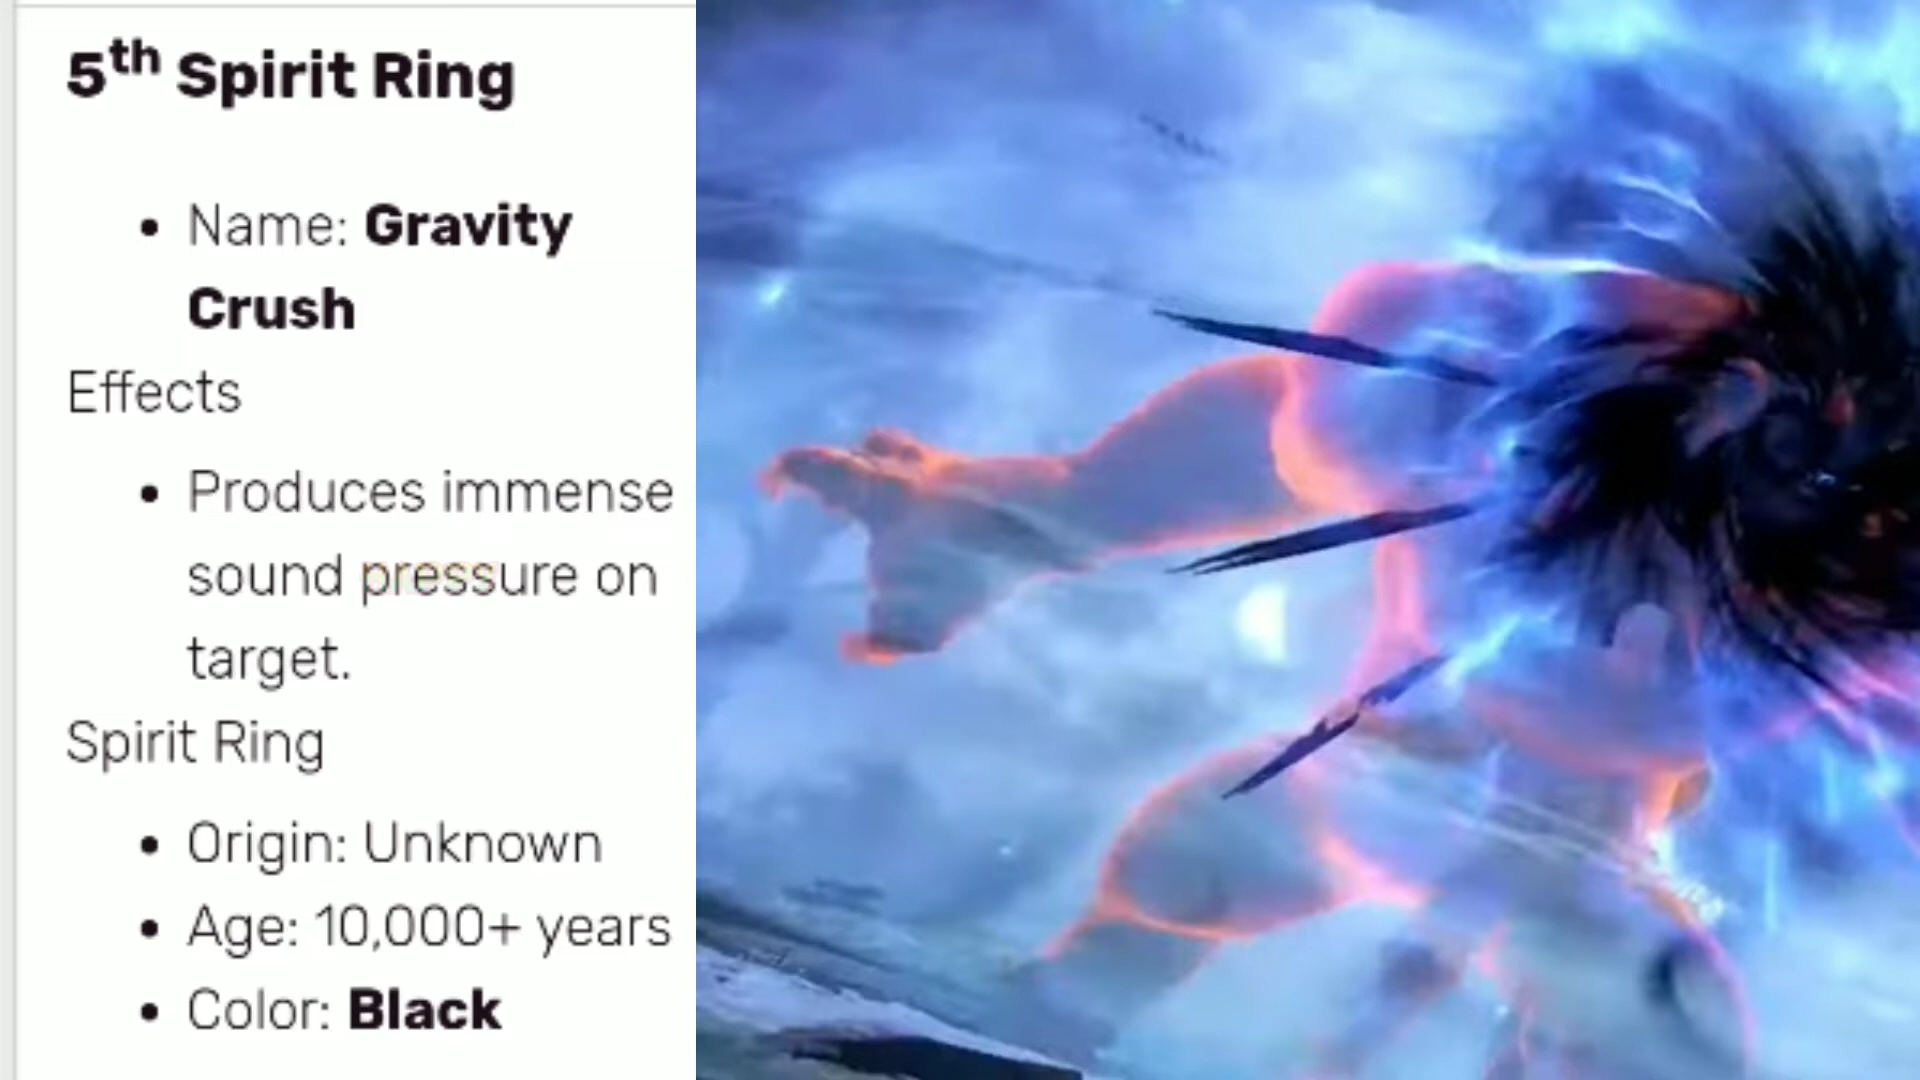 5th Spirit Ring
• Name: Gravity
Crush
Effects
• Produces immense
sound pressure on
target.
Spirit Ring
• Origin: Unknown
• Age: 10,000+ years
• Color: Black